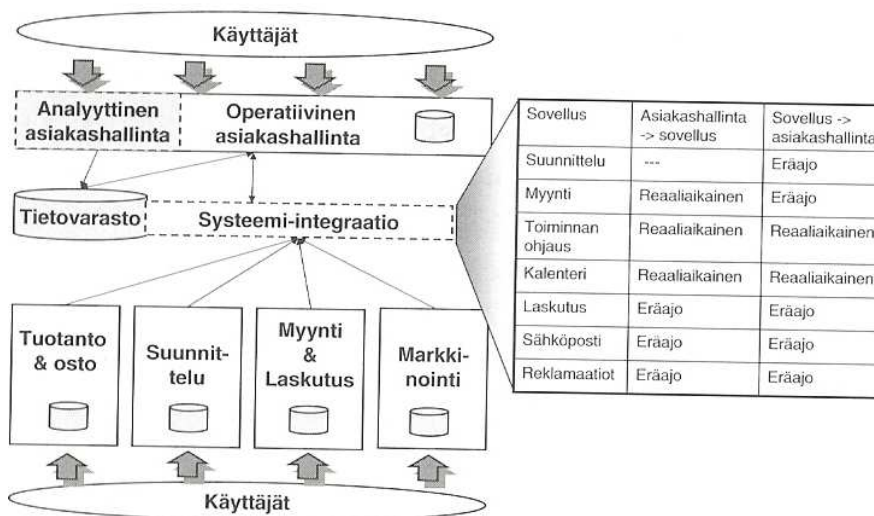 Käyttäjät
Analyyttinen
asiakashallinta
Operatiivinen
asiakashallinta
Tietovarasto
Systeemi-integraatio
Tuotanto
& osto
Suunnit-
telu
Myynti
&
Laskutus
Markki-
nointi
Käyttäjät
Sovellus
Asiakashallinta
-> sovellus
Sovellus ->
asiakashallinta
Suunnittelu
---
Eräajo
Myynti
Reaaliaikainen
Eräajo
Toiminnan
ohjaus
Reaaliaikainen
Reaaliaikainen
Kalenteri
Reaaliaikainen
Reaaliaikainen
Laskutus
Eräajo
Eräajo
Sähköposti
Eräajo
Eräajo
Reklamaatiot
Eräajo
Eräajo